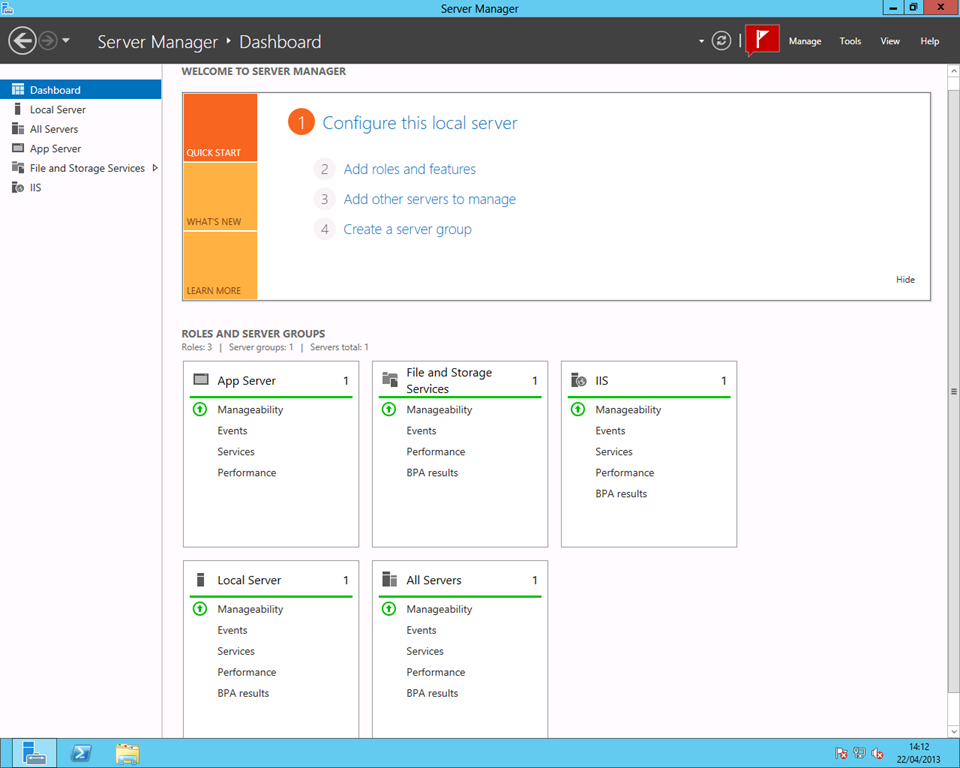 Server Manager
Server Manager ‣ Dashboard
Manage Tools View Help
Dashboard
Local Server
All Servers
App Server
File and Storage Services
IIS
WELCOME TO SERVER MANAGER
QUICK START
WHAT'S NEW
LEARN MORE
1 Configure this local server
2 Add roles and features
3 Add other servers to manage
4 Create a server group
Hide
ROLES AND SERVER GROUPS
Roles: 3 | Server groups: 1 | Servers total: 1
App Server 1
Manageability
Events
Services
Performance
File and Storage
Services 1
Manageability
Events
Performance
BPA results
IIS 1
Manageability
Events
Services
Performance
BPA results
Local Server 1
Manageability
Events
Services
Performance
BPA results
All Servers 1
Manageability
Events
Services
Performance
BPA results
14:12
22/04/2013